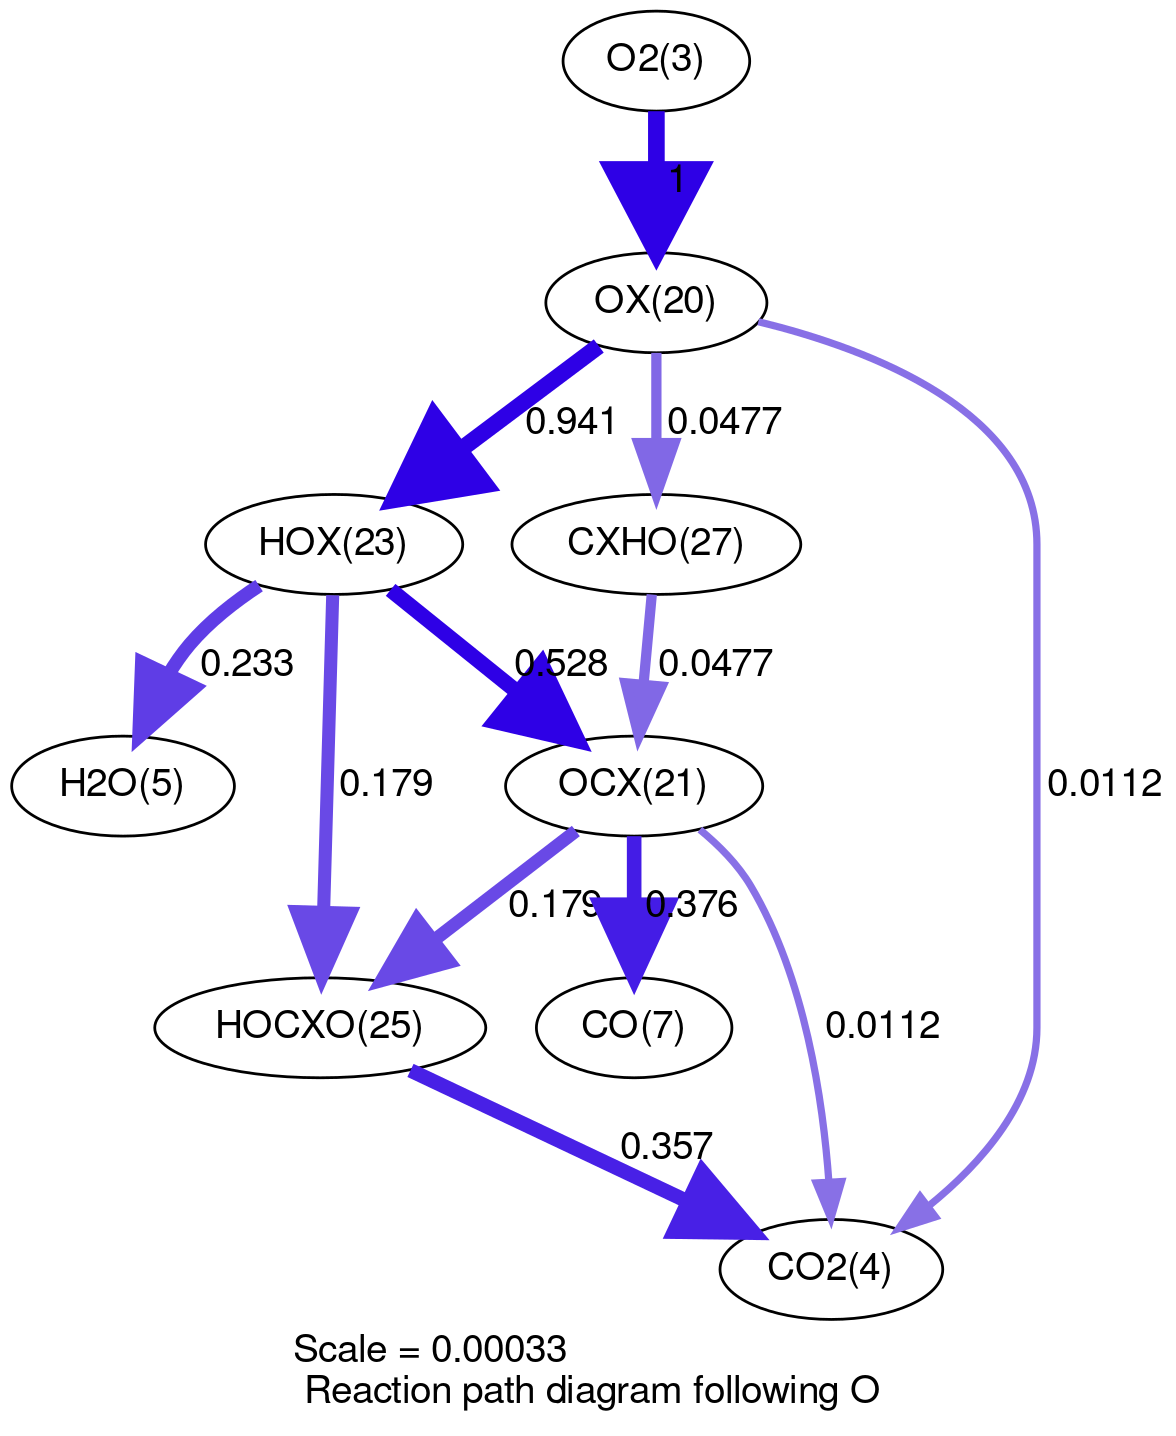 O2(3)
1
OX(20)
0.941
0.0477
HOX(23)
CXHO(27)
0.233
0.528
0.0477
H2O(5)
0.179
OCX(21)
0.0112
0.179
0.376
HOCXO(25)
CO(7)
0.0112
0.357
CO2(4)
Scale = 0.00033
Reaction path diagram following O